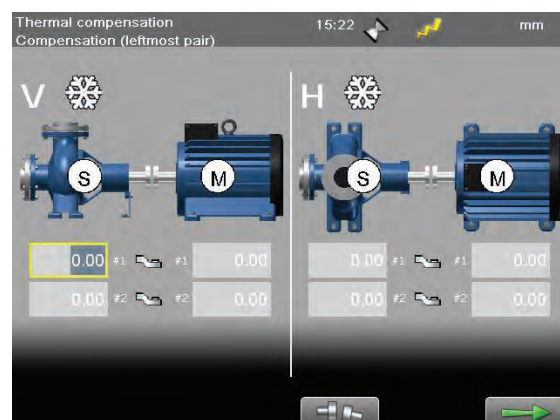 Thermal compensation 15:22 mm
Compensation (leftmost pair)
V H
S M S M
0.00 #1 #1 0.00 0.00 #1 #1 0.00
0.00 #2 #2 0.00 0.00 #2 #2 0.00